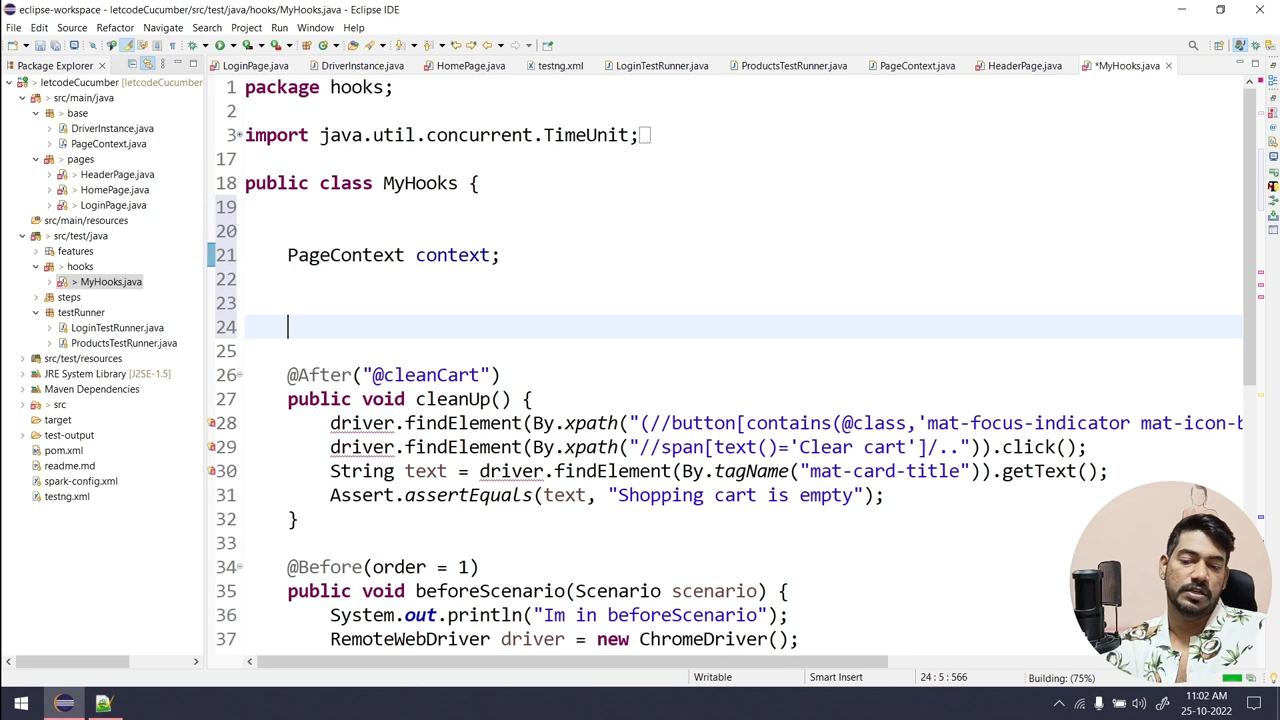 eclipse-workspace - letcodeCucumber/src/test/java/hooks/MyHooks.java - Eclipse IDE
File Edit Source Refactor Navigate Search Project Run Window Help
Package Explorer
LoginPage.java DriverInstance.java HomePage.java testng.xml LoginTestRunner.java ProductsTestRunner.java PageContext.java HeaderPage.java *MyHooks.java
> letcodeCucumber [letcodeCucumber
> src/main/java
> base
> DriverInstance.java
> PageContext.java
> pages
> HeaderPage.java
> HomePage.java
> LoginPage.java
src/main/resources
> src/test/java
features
> hooks
> MyHooks.java
steps
testRunner
LoginTestRunner.java
ProductsTestRunner.java
src/test/resources
JRE System Library [J2SE-1.5]
Maven Dependencies
> src
target
test-output
pom.xml
readme.md
spark-config.xml
testng.xml
1 package hooks;
2
3 import java.util.concurrent.TimeUnit;
17
18 public class MyHooks {
19
20
21 PageContext context;
22
23
24
25
26 @After("@cleanCart")
27 public void cleanUp() {
28 driver.findElement(By.xpath("(//button[contains(@class,'mat-focus-indicator mat-icon-b
29 driver.findElement(By.xpath("//span[text()='Clear cart']/..")).click();
30 String text = driver.findElement(By.tagName("mat-card-title")).getText();
31 Assert.assertEquals(text, "Shopping cart is empty");
32 }
33
34 @Before(order = 1)
35 public void beforeScenario(Scenario scenario) {
36 System.out.println("Im in beforeScenario");
37 RemoteWebDriver driver = new ChromeDriver();
Writable Smart Insert 24 : 5 : 566 Building: (75%)
11:02 AM
25-10-2022